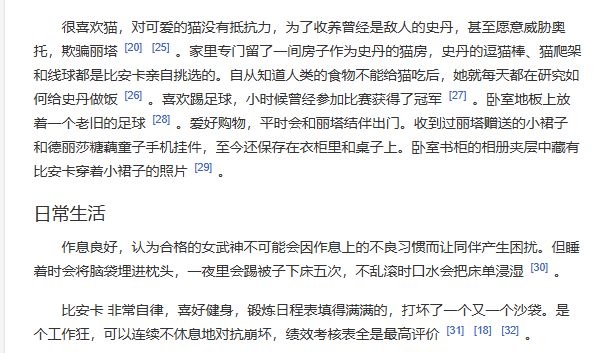 很喜欢猫，对可爱的猫没有抵抗力，为了收养曾经是敌人的史丹，甚至愿意威胁奥
托，欺骗丽塔 [20] [25] 。家里专门留了一间房子作为史丹的猫房，史丹的逗猫棒、猫爬架
和线球都是比安卡亲自挑选的。自从知道人类的食物不能给猫吃后，她就每天都在研究如
何给史丹做饭 [26] 。喜欢踢足球，小时候曾经参加比赛获得了冠军 [27] 。卧室地板上放
着一个老旧的足球 [28] 。爱好购物，平时会和丽塔结伴出门。收到过丽塔赠送的小裙子
和德丽莎糖藕童子手机挂件，至今还保存在衣柜里和桌子上。卧室书柜的相册夹层中藏有
比安卡穿着小裙子的照片 [29] 。
日常生活
作息良好，认为合格的女武神不可能会因作息上的不良习惯而让同伴产生困扰。但睡
着时会将脑袋埋进枕头，一夜里会踢被子下床五次，不乱滚时口水会把床单浸湿 [30] 。
比安卡 非常自律，喜好健身，锻炼日程表填得满满的，打坏了一个又一个沙袋。是
个工作狂，可以连续不休息地对抗崩坏，绩效考核表全是最高评价 [31] [18] [32] 。